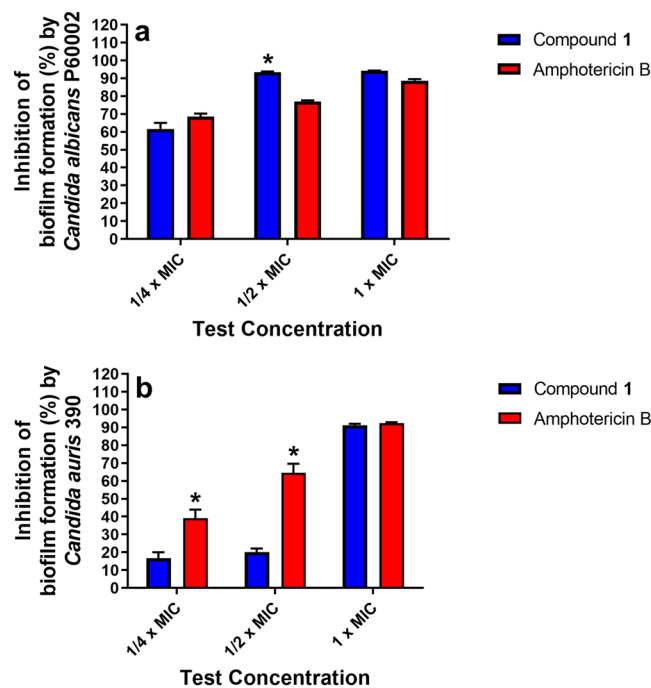 a
Inhibition of
biofilm formation (%) by
Candida albicans P60002
120
110
100
90
80
70
60
50
40
30
20
10
0
*
1/4 x MIC
1/2 x MIC
1 x MIC
Test Concentration
Compound 1
Amphotericin B
b
Inhibition of
biofilm formation (%) by
Candida auris 390
120
110
100
90
80
70
60
50
40
30
20
10
0
*
*
1/4 x MIC
1/2 x MIC
1 x MIC
Test Concentration
Compound 1
Amphotericin B